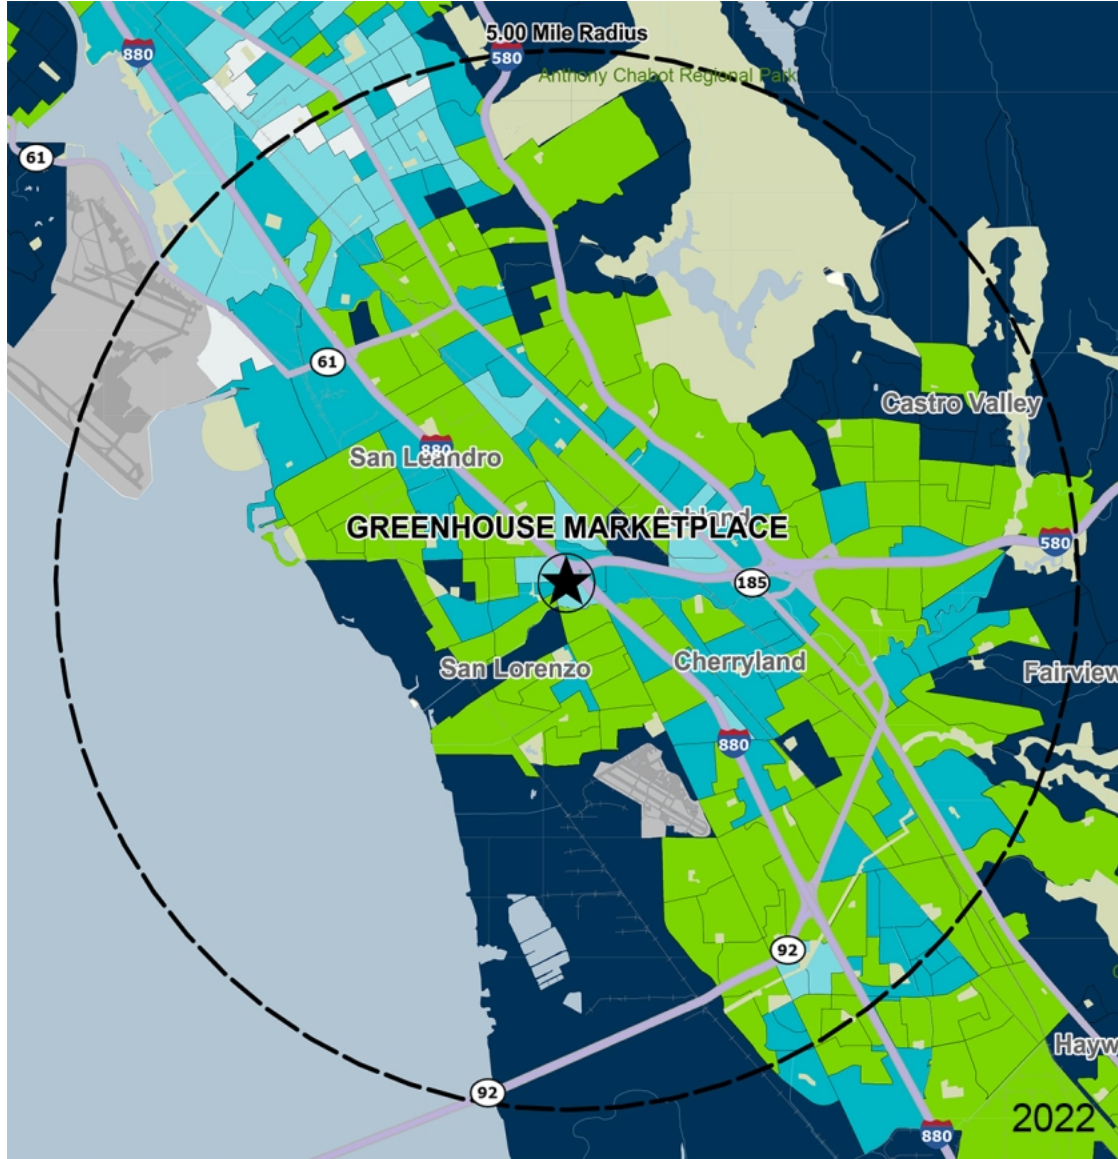 5.00 Mile Radius
880
580
Anthony Chabot Regional Park
61
61
Castro Valley
880
San Leandro
Ashland
GREENHOUSE MARKETPLACE
580
185
San Lorenzo
Cherryland
Fairview
880
92
Hayw
92
2022
880